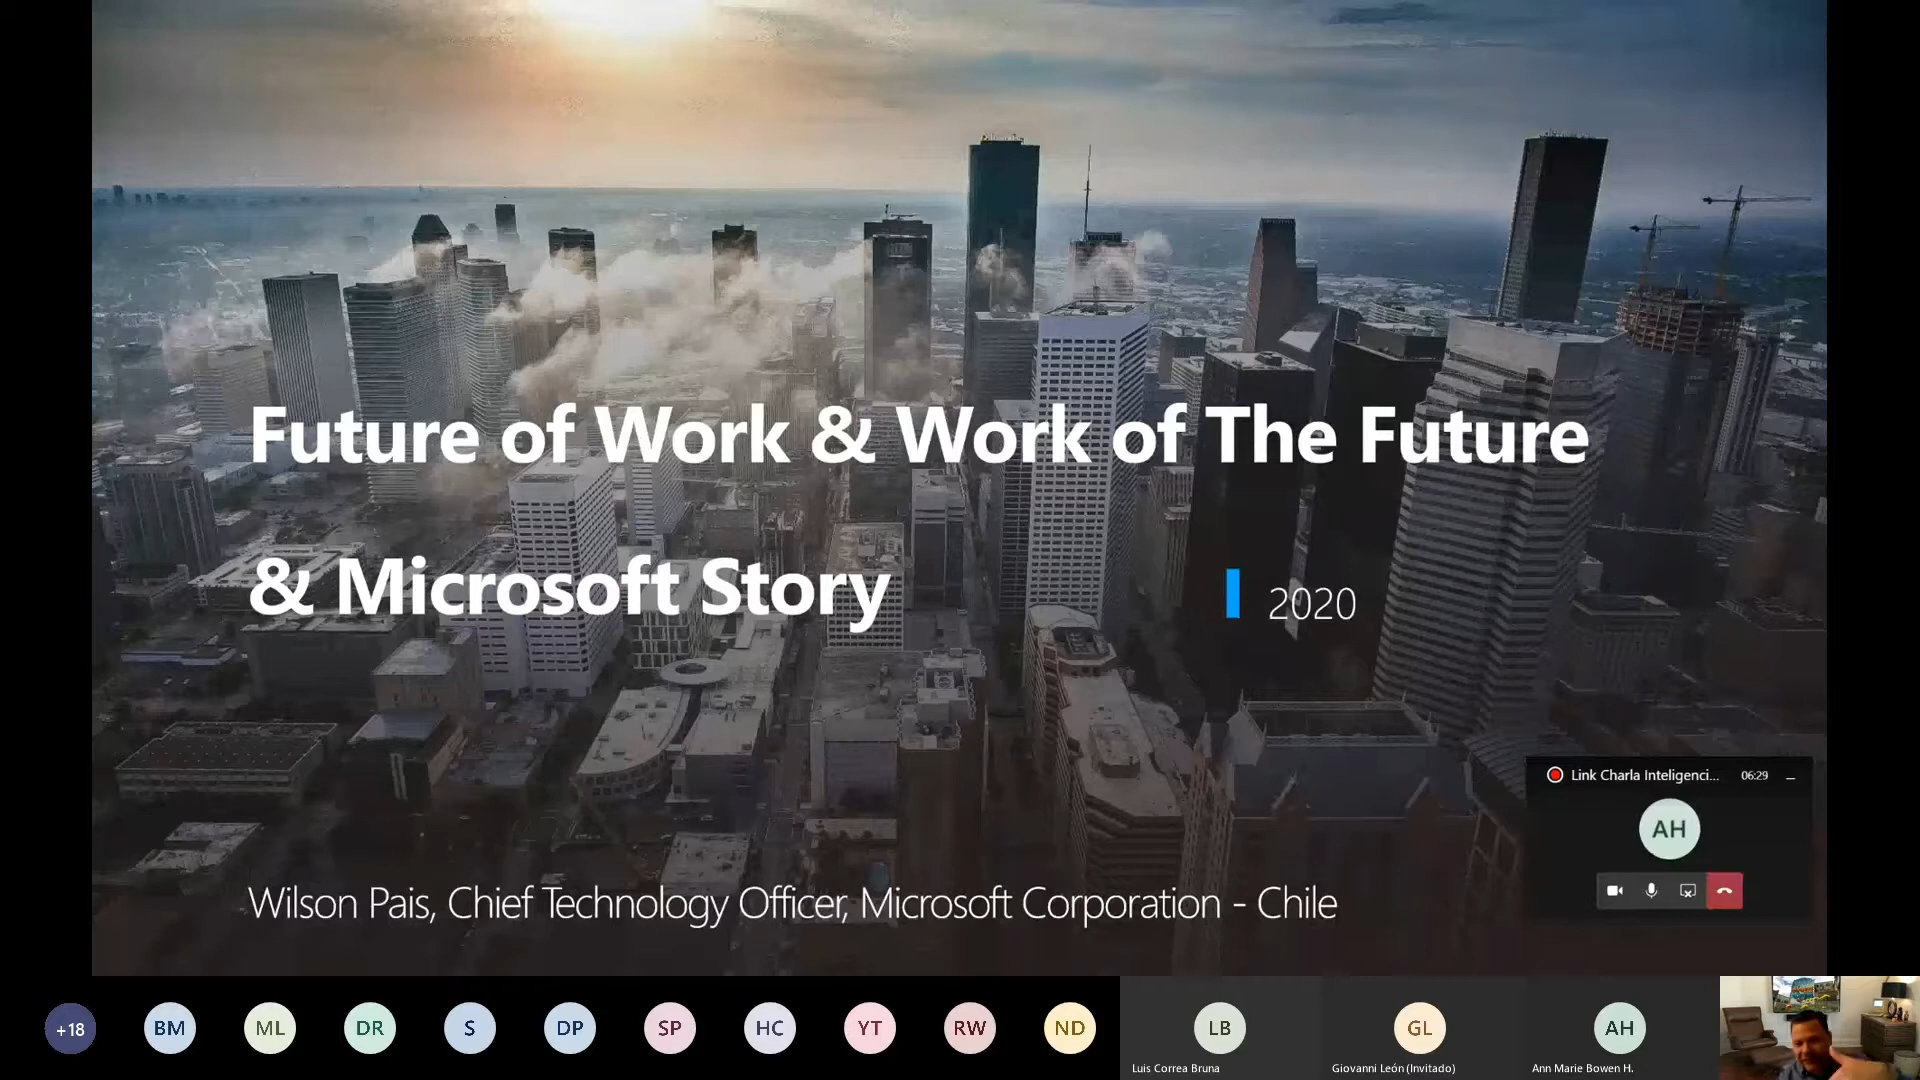 Future of Work & Work of The Future
& Microsoft Story
2020
Link Charla Inteligenci... 06:29
AH
Wilson Pais, Chief Technology Officer, Microsoft Corporation - Chile
+18 BM ML DR S DP SP HC YT RW ND LB GL AH
Luis Correa Bruna Giovanni León (Invitado) Ann Marie Bowen H.